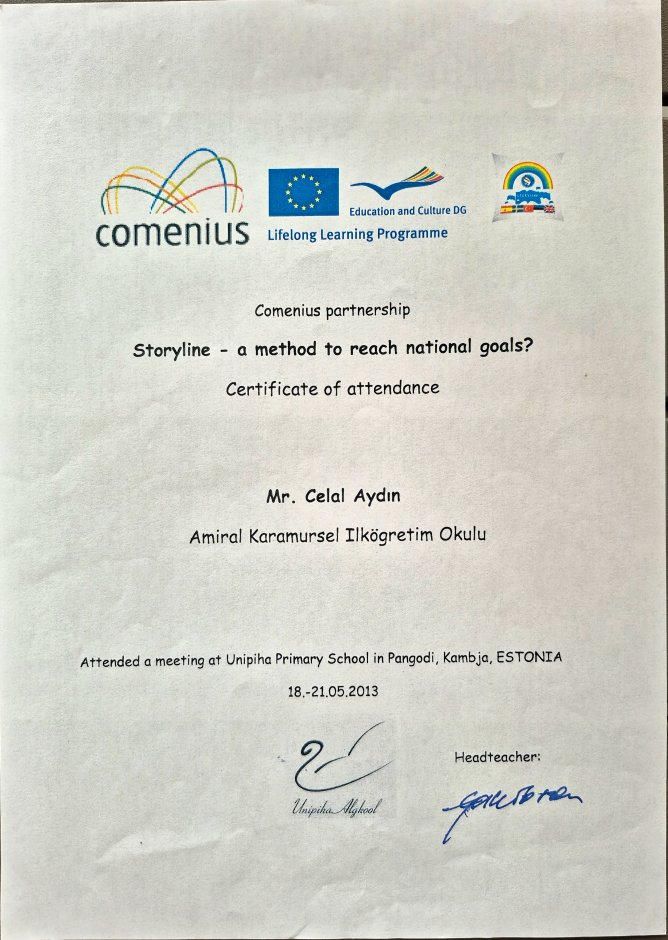 comenius
Education and Culture DG
Lifelong Learning Programme
Comenius partnership
Storyline - a method to reach national goals?
Certificate of attendance
Mr. Celal Aydın
Amiral Karamursel Ilkögretim Okulu
Attended a meeting at Unipiha Primary School in Pangodi, Kambja, ESTONIA
18.-21.05.2013
Headteacher:
Unipiha Algkool